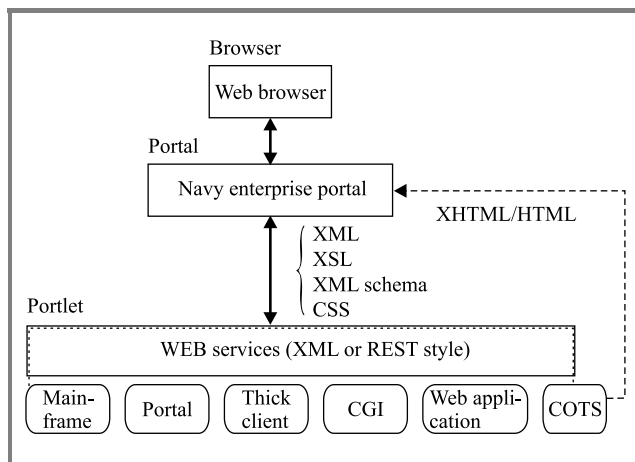 Browser
Web browser
Portal
Navy enterprise portal
XHTML/HTML
XML
XSL
XML schema
CSS
Portlet
WEB services (XML or REST style)
Main-
frame
Portal
Thick
client
CGI
Web appli-
cation
COTS